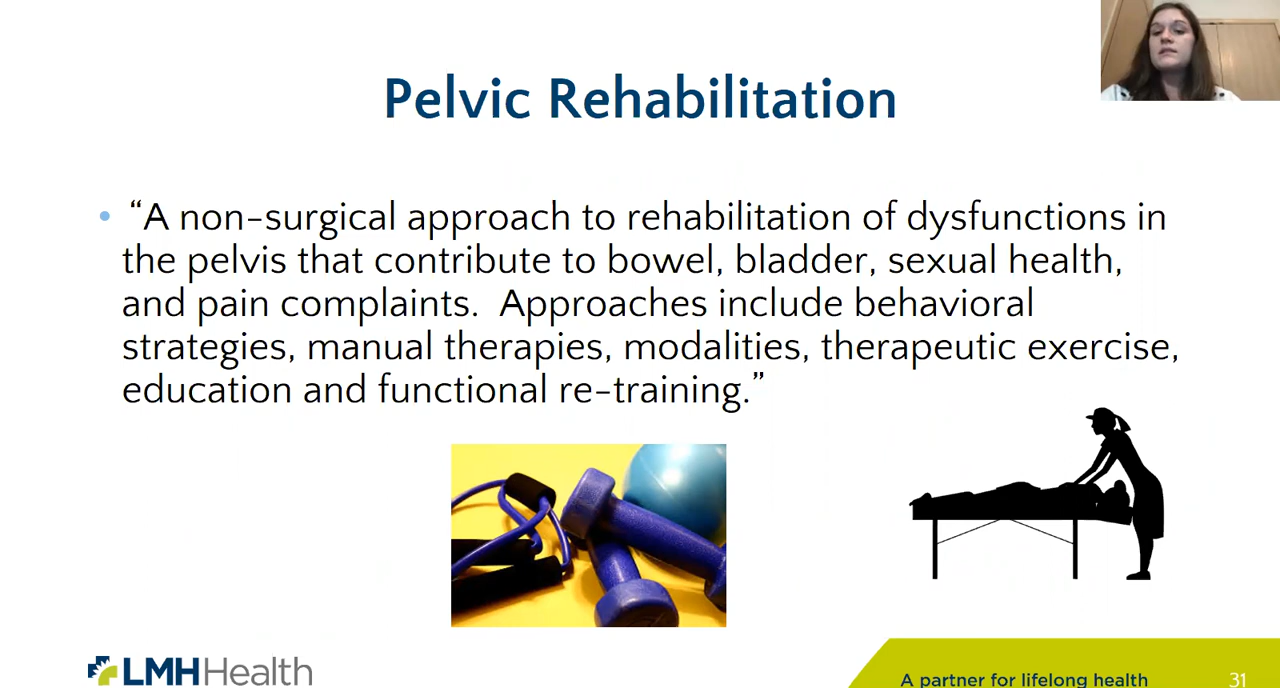 Pelvic Rehabilitation
• “A non-surgical approach to rehabilitation of dysfunctions in
the pelvis that contribute to bowel, bladder, sexual health,
and pain complaints.  Approaches include behavioral
strategies, manual therapies, modalities, therapeutic exercise,
education and functional re-training.”
LMH Health
A partner for lifelong health
31